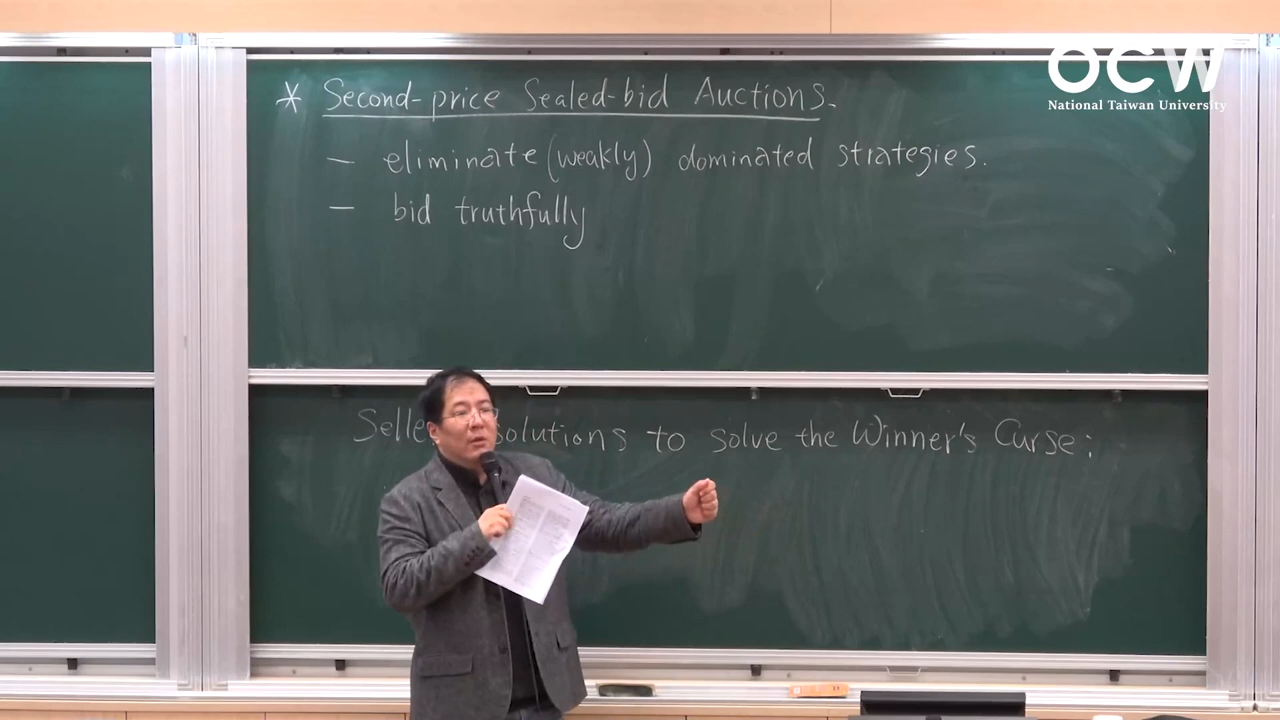 OCW
National Taiwan University
* Second-price Sealed-bid Auctions.
- eliminate (weakly) dominated strategies.
- bid truthfully
Selle solutions to solve the Winner's Curse: